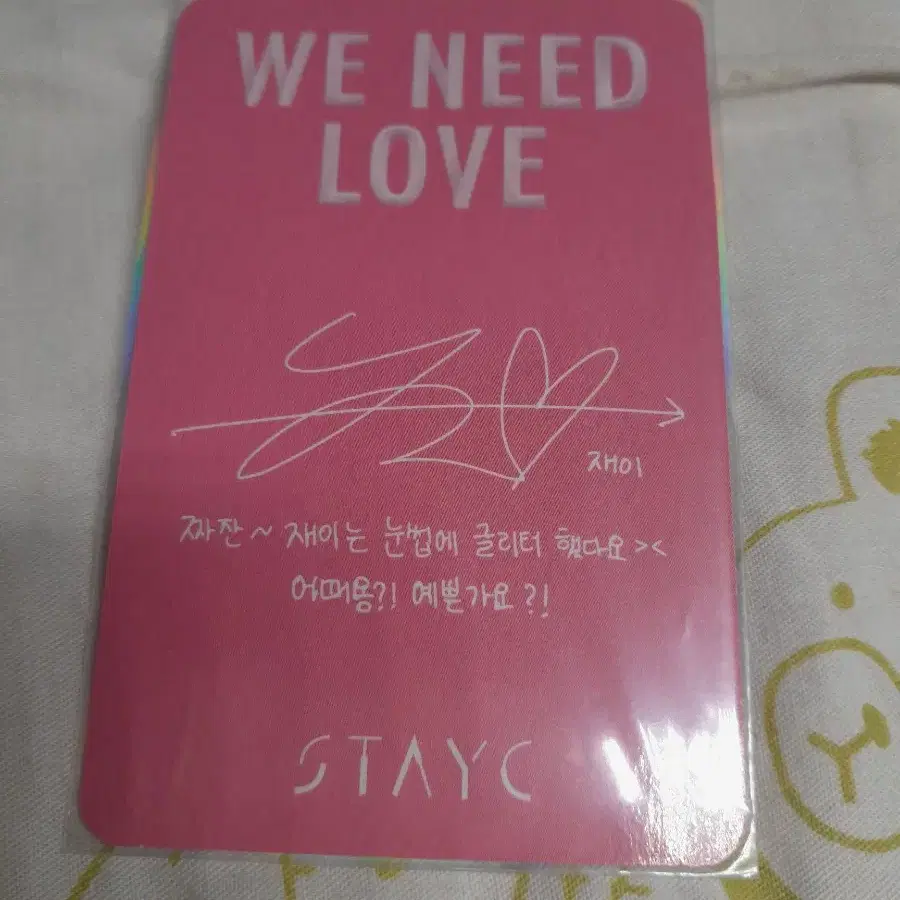 WE NEED
LOVE
재이
짜잔~ 재이는 눈썹에 글리터 했다요><
어때용?! 예쁠가요?!
STAYC